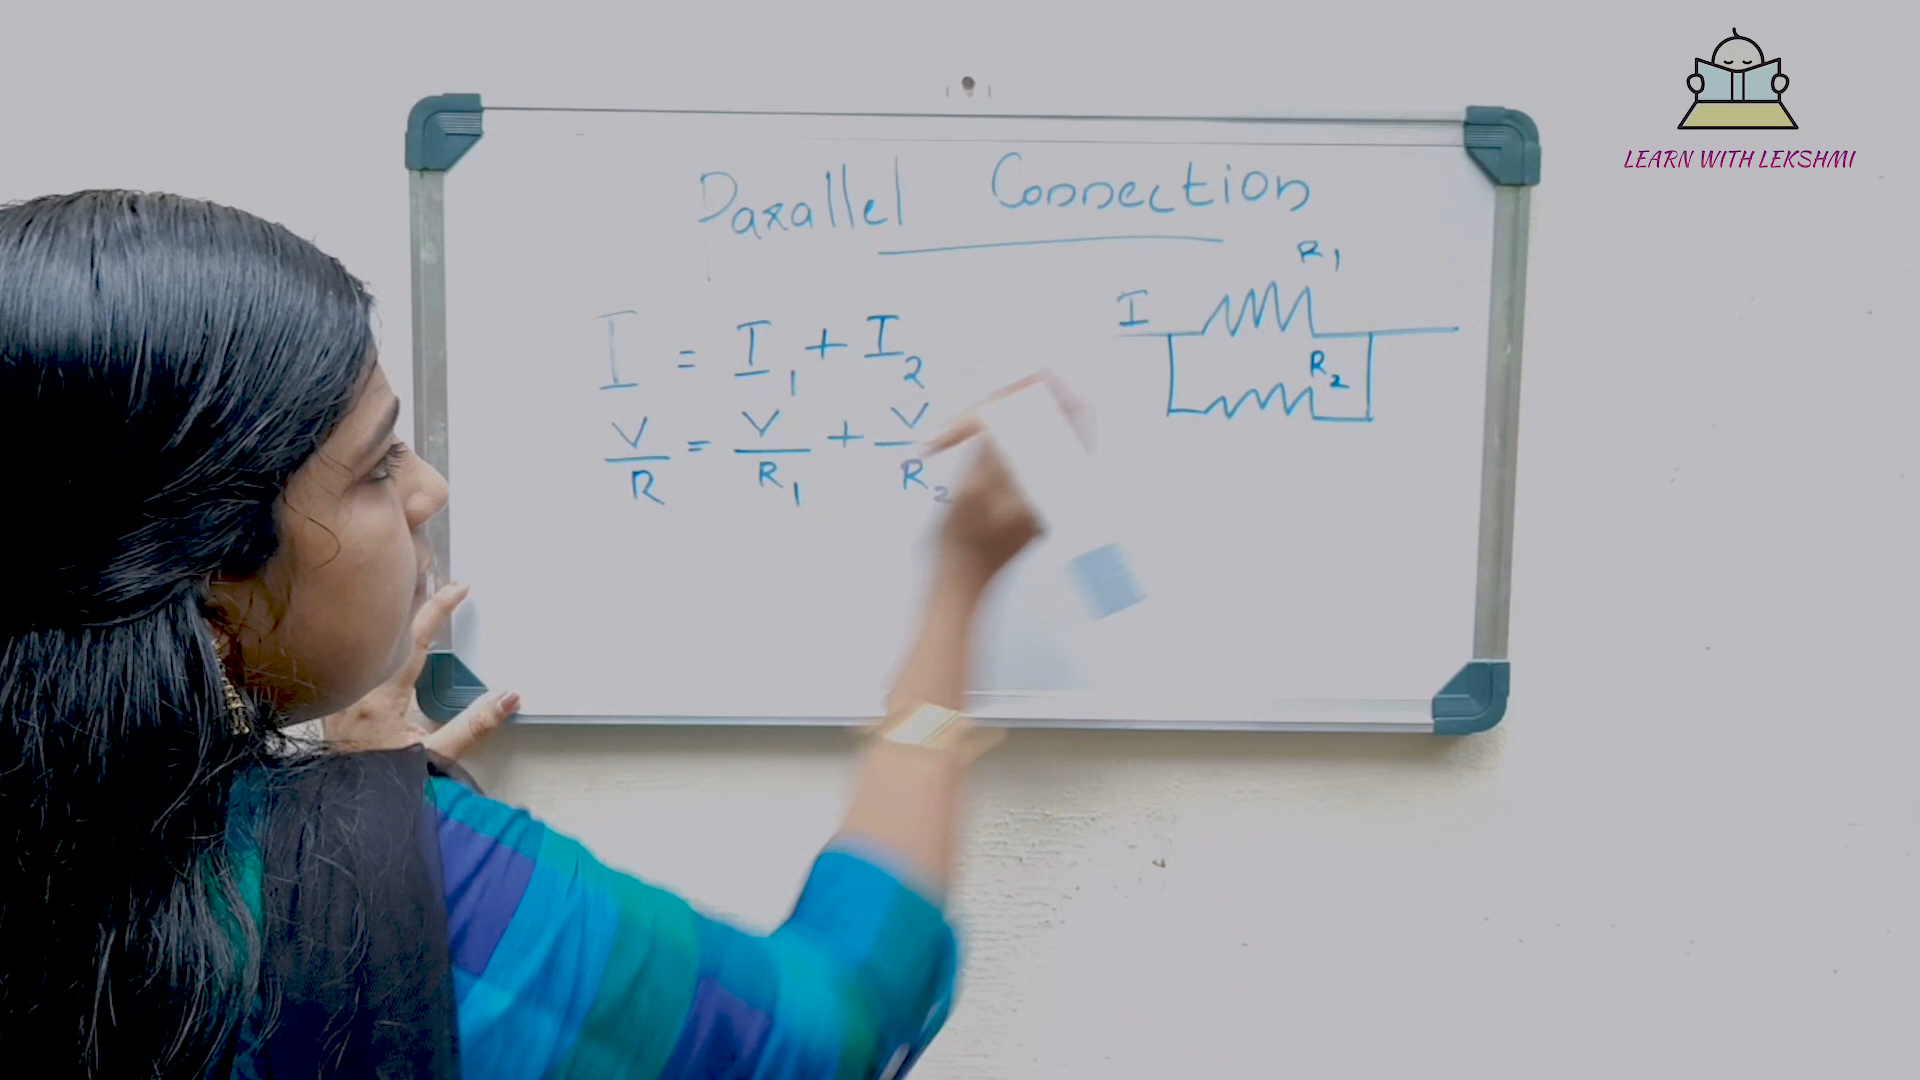 LEARN WITH LEKSHMI
Parallel Connection
R1
I
R2
I = I1 + I2
V/R = V/R1 + V/R2